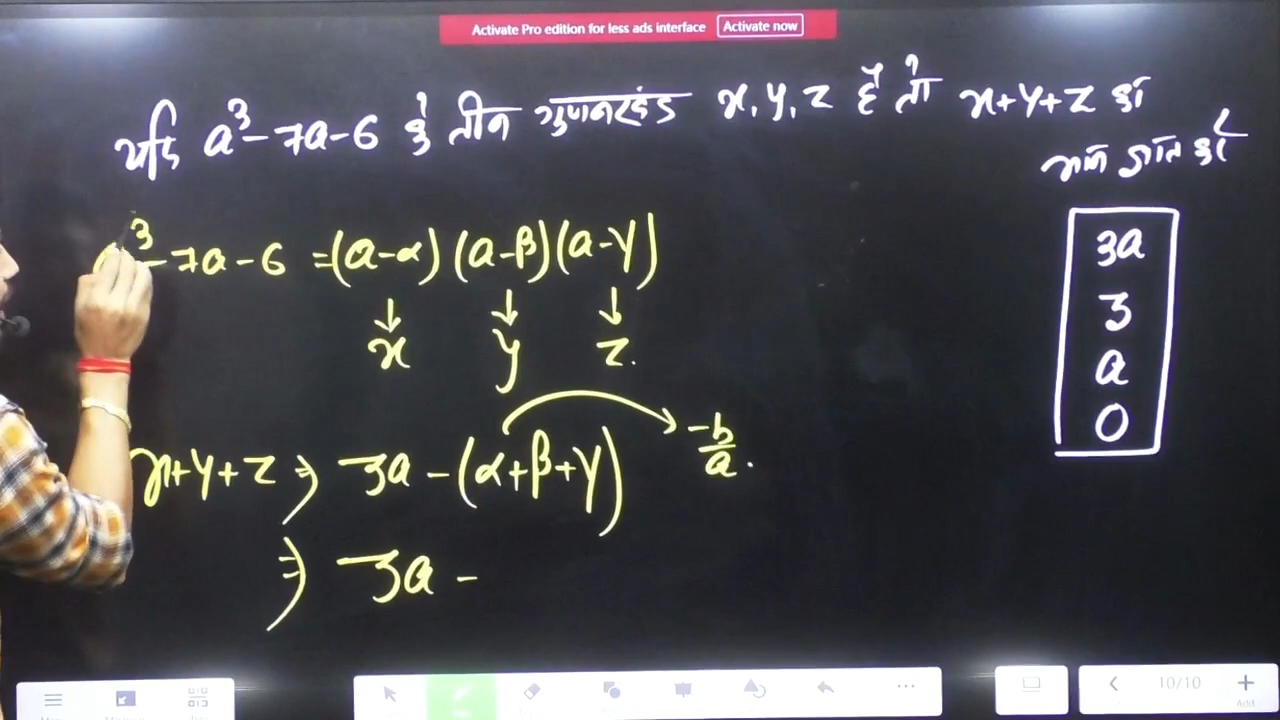 Activate Pro edition for less ads interface Activate now
यदि a³-7a-6 के तीन गुणनखंड x, y, z हैं तो x+y+z का
मान ज्ञात करें
3a
3
a
0
a³-7a-6 =(a-α) (a-β)(a-γ)
↓ ↓ ↓
x y z.
x+y+z ⇒ 3a -(α+β+γ) → -b/a.
⇒ 3a -
10/10
Add